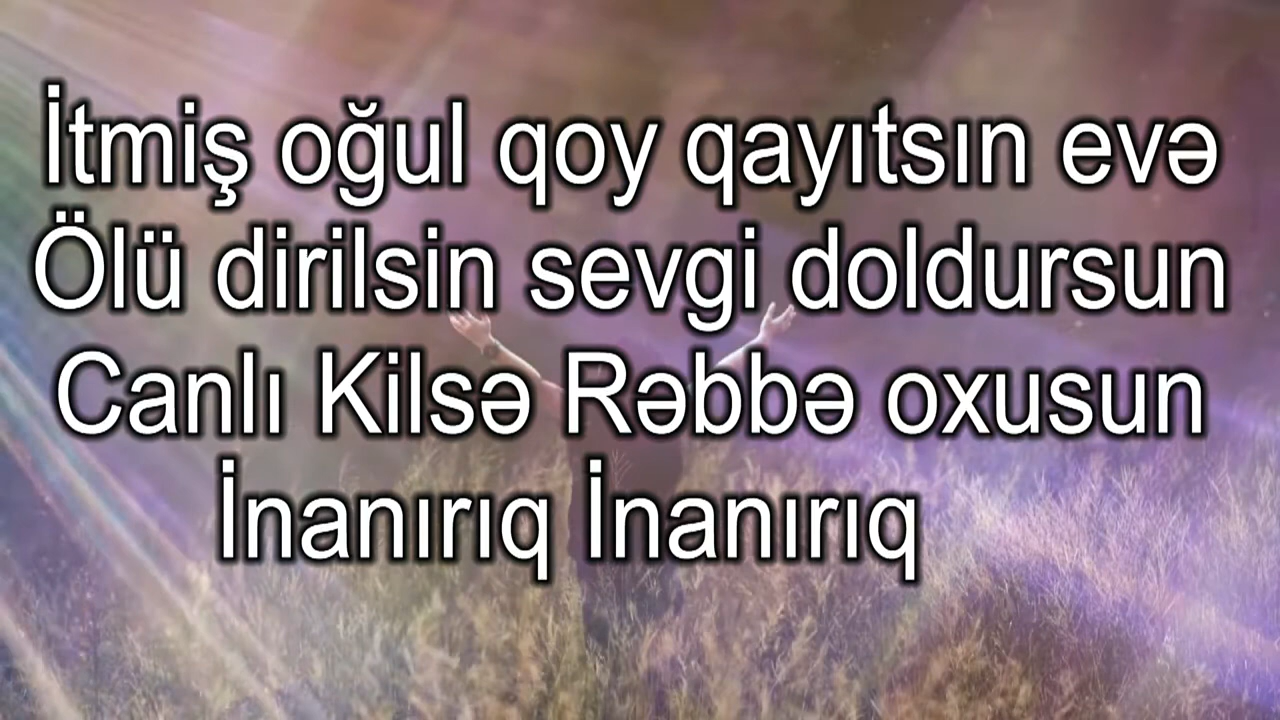 İtmiş oğul qoy qayıtsın evə
Ölü dirilsin sevgi doldursun
Canlı Kilsə Rəbbə oxusun
İnanırıq İnanırıq